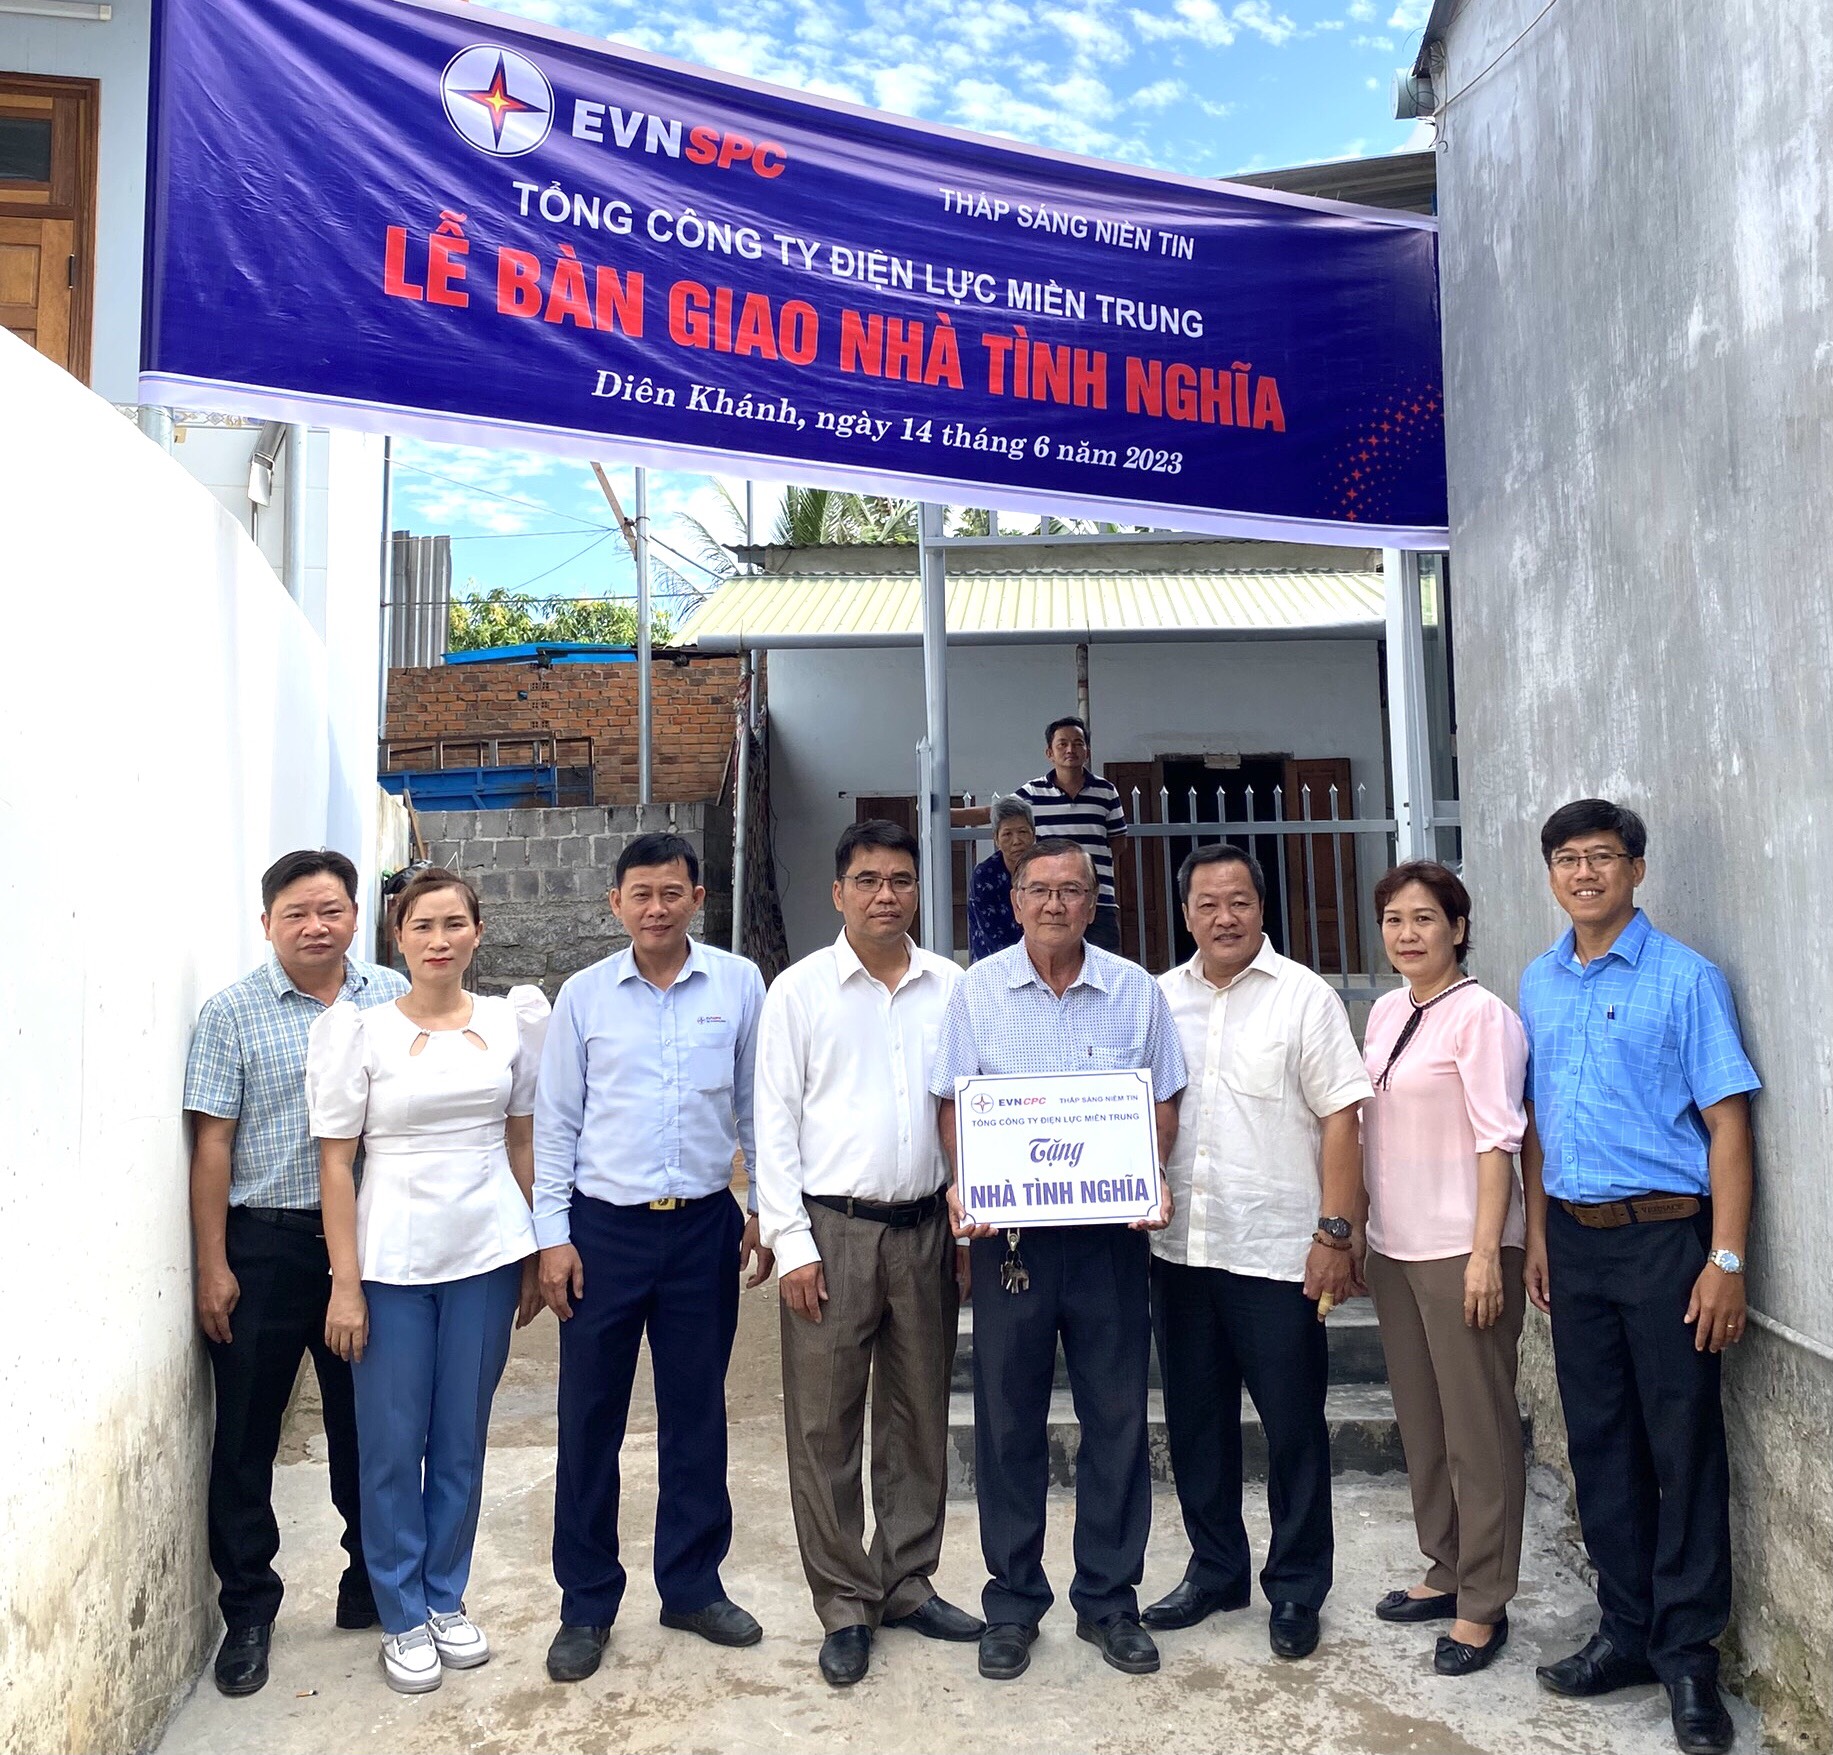 EVNSPC
THẮP SÁNG NIỀM TIN
TỔNG CÔNG TY ĐIỆN LỰC MIỀN TRUNG
LỄ BÀN GIAO NHÀ TÌNH NGHĨA
Diên Khánh, ngày 14 tháng 6 năm 2023
EVNCPC THẮP SÁNG NIỀM TIN
TỔNG CÔNG TY ĐIỆN LỰC MIỀN TRUNG
Tặng
NHÀ TÌNH NGHĨA